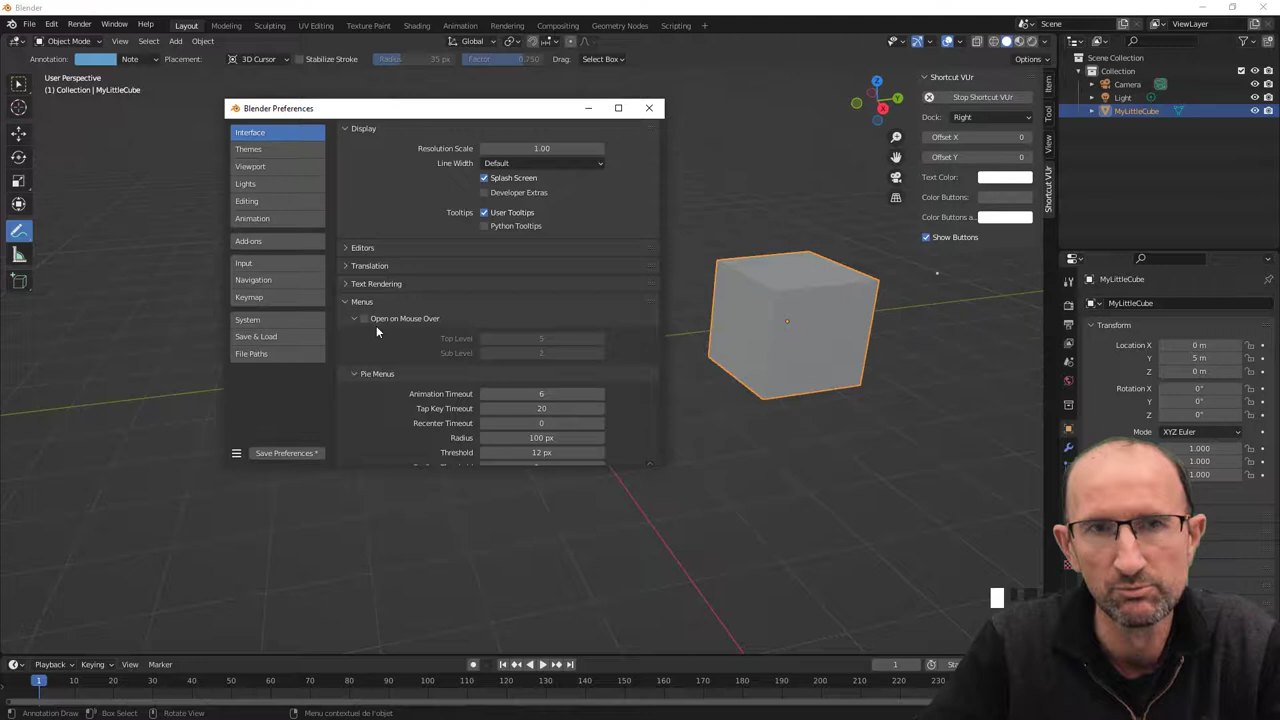 Blender
File Edit Render Window Help Layout Modeling Sculpting UV Editing Texture Paint Shading Animation Rendering Compositing Geometry Nodes Scripting + Scene ViewLayer
Object Mode View Select Add Object Global
Annotation: Note Placement: 3D Cursor Stabilize Stroke Radius 35 px Factor 0.750 Drag: Select Box Options
User Perspective
(1) Collection | MyLittleCube
Z
Y
X
Blender Preferences
Interface
Themes
Viewport
Lights
Editing
Animation
Add-ons
Input
Navigation
Keymap
System
Save & Load
File Paths
Save Preferences *
Display
Resolution Scale 1.00
Line Width Default
Splash Screen
Developer Extras
Tooltips User Tooltips
Python Tooltips
Editors
Translation
Text Rendering
Menus
Open on Mouse Over
Top Level 5
Sub Level 2
Pie Menus
Animation Timeout 6
Tap Key Timeout 20
Recenter Timeout 0
Radius 100 px
Threshold 12 px
Shortcut VUr
Stop Shortcut VUr
Dock: Right
Offset X 0
Offset Y 0
Text Color:
Color Buttons:
Color Buttons a...
Show Buttons
Item
Tool
View
Shortcut VUr
Scene Collection
Collection
Camera
Light
MyLittleCube
MyLittleCube
MyLittleCube
Transform
Location X 0 m
Y 5 m
Z 0 m
Rotation X 0°
Y 0°
Z 0°
Mode XYZ Euler
1.000
1.000
1.000
Playback Keying View Marker 1
1 10 20 30 40 50 60 70 80 90 100 110 120 130 140 150 160 170 180 190 200 210 220 230
Annotation Draw Box Select Rotate View Menu contextuel de l'objet